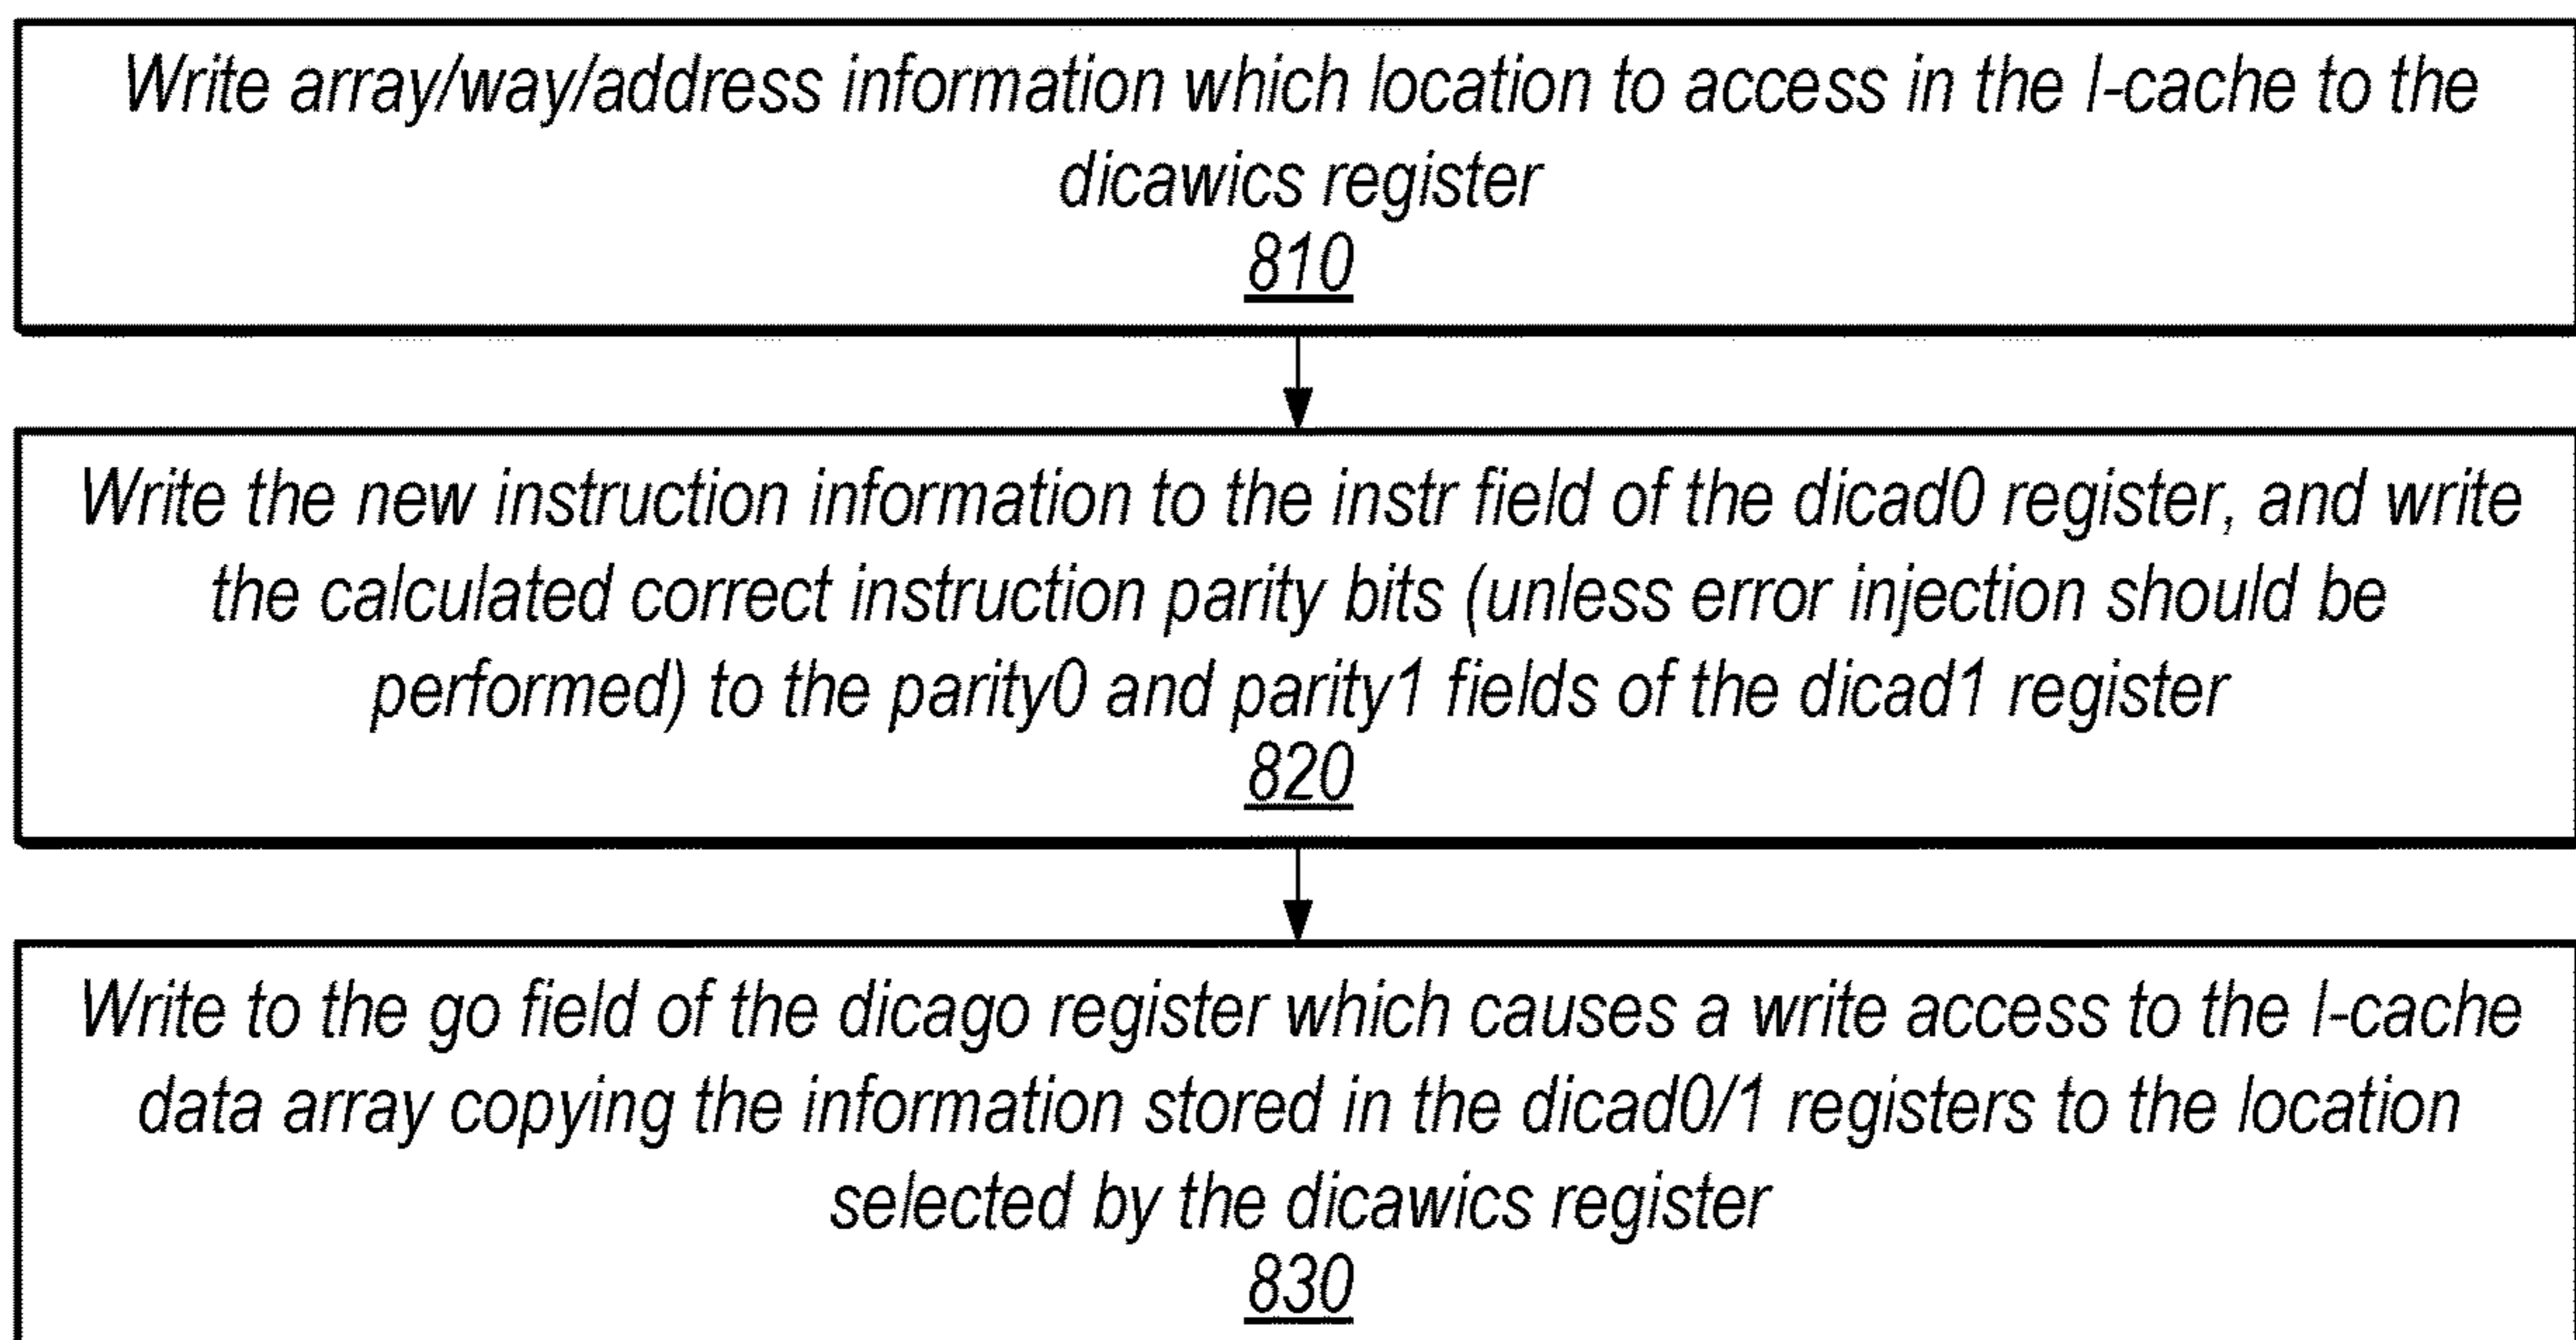 Write array/way/address information which location to access in the I-cache to the
dicawics register
810
Write the new instruction information to the instr field of the dicad0 register, and write
the calculated correct instruction parity bits (unless error injection should be
performed) to the parity0 and parity1 fields of the dicad1 register
820
Write to the go field of the dicago register which causes a write access to the I-cache
data array copying the information stored in the dicad0/1 registers to the location
selected by the dicawics register
830